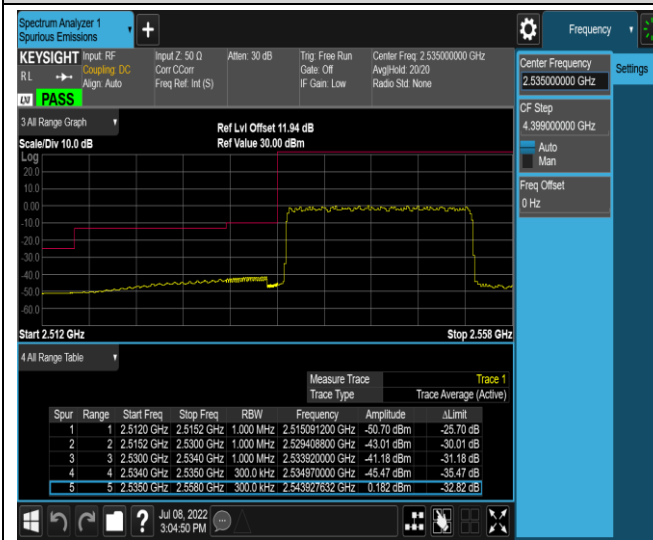 Spectrum Analyzer 1
Spurious Emissions
+
Frequency
KEYSIGHT Input: RF Input Z: 50 Ω Atten: 30 dB Trig: Free Run Center Freq: 2.535000000 GHz
RL Coupling: DC Corr CCorr Gate: Off Avg|Hold: 20/20
Align: Auto Freq Ref: Int (S) IF Gain: Low Radio Std: None
LXI PASS
Center Frequency
2.535000000 GHz
Settings
CF Step
4.399000000 GHz
Auto
Man
Freq Offset
0 Hz
3 All Range Graph
Ref Lvl Offset 11.94 dB
Scale/Div 10.0 dB Ref Value 30.00 dBm
Log
20.0
10.0
0.00
-10.0
-20.0
-30.0
-40.0
-50.0
-60.0
Start 2.512 GHz Stop 2.558 GHz
4 All Range Table
Measure Trace Trace 1
Trace Type Trace Average (Active)
Spur Range Start Freq Stop Freq RBW Frequency Amplitude ΔLimit
1 1 2.5120 GHz 2.5152 GHz 1.000 MHz 2.515091200 GHz -50.70 dBm -25.70 dB
2 2 2.5152 GHz 2.5300 GHz 1.000 MHz 2.529408800 GHz -43.01 dBm -30.01 dB
3 3 2.5300 GHz 2.5340 GHz 1.000 MHz 2.533920000 GHz -41.18 dBm -31.18 dB
4 4 2.5340 GHz 2.5350 GHz 300.0 kHz 2.534970000 GHz -45.47 dBm -35.47 dB
5 5 2.5350 GHz 2.5580 GHz 300.0 kHz 2.543927632 GHz 0.182 dBm -32.82 dB
?
Jul 08, 2022
3:04:50 PM